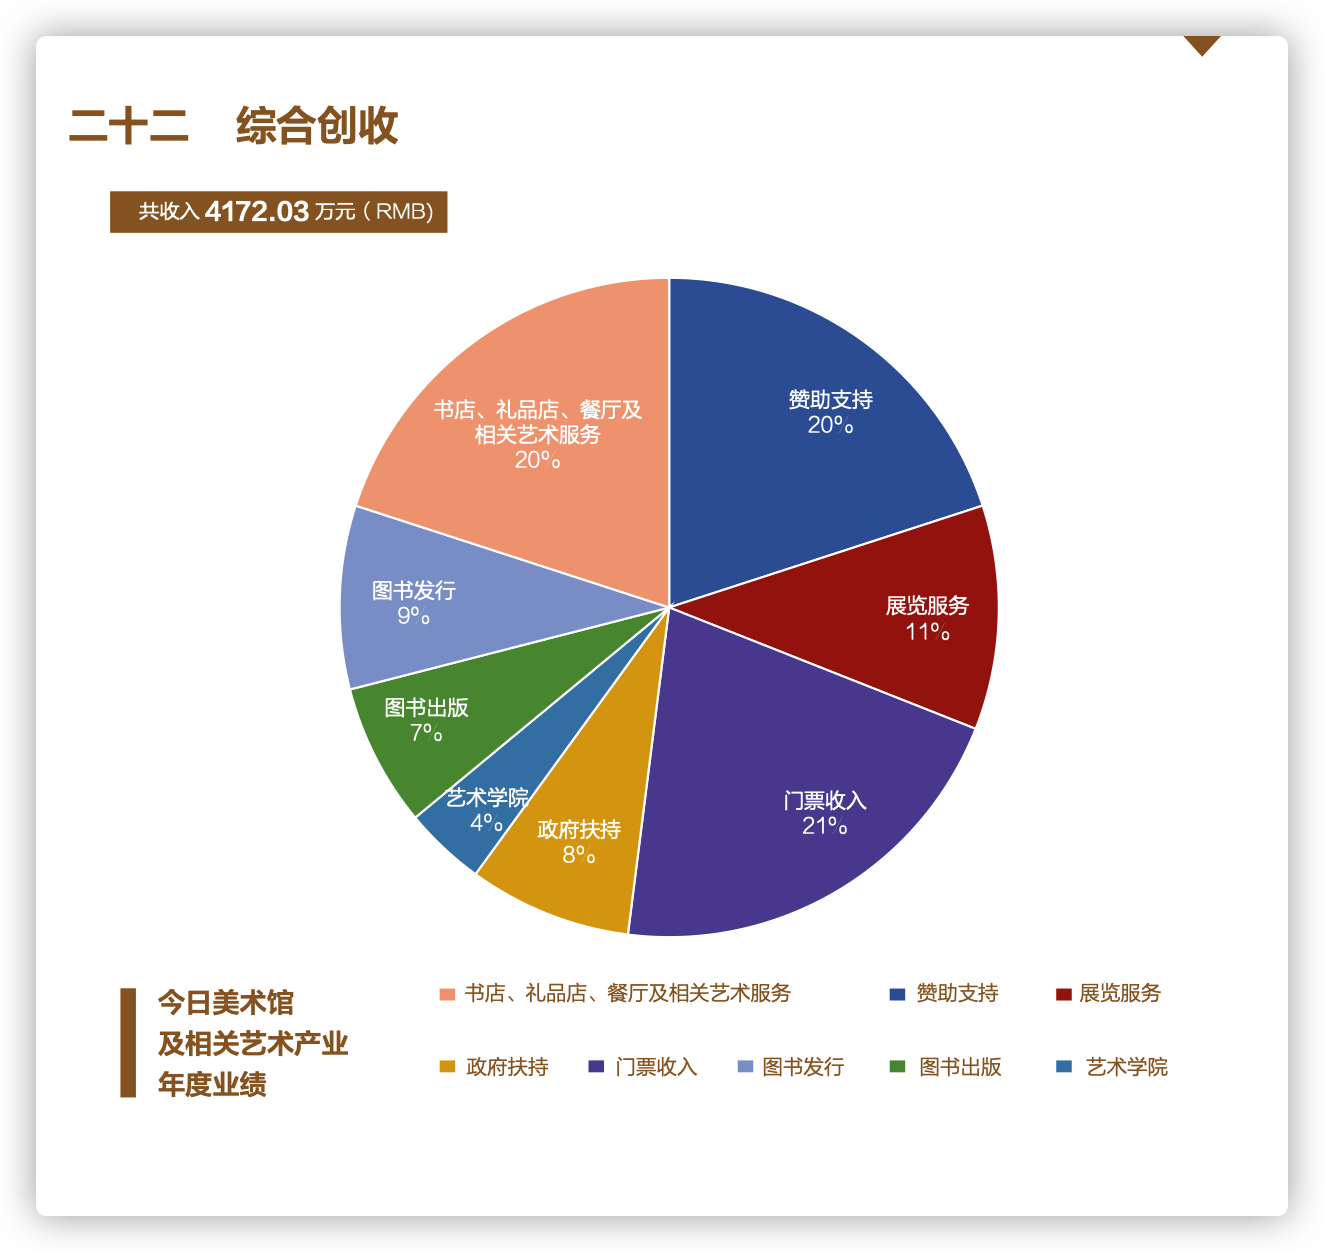 二十二 综合创收
共收入 4172.03 万元（RMB)
赞助支持
20%
书店、礼品店、餐厅及
相关艺术服务
20%
图书发行
9%
展览服务
11%
图书出版
7%
艺术学院
4%
政府扶持
8%
门票收入
21%
今日美术馆
及相关艺术产业
年度业绩
书店、礼品店、餐厅及相关艺术服务 赞助支持 展览服务
政府扶持 门票收入 图书发行 图书出版 艺术学院